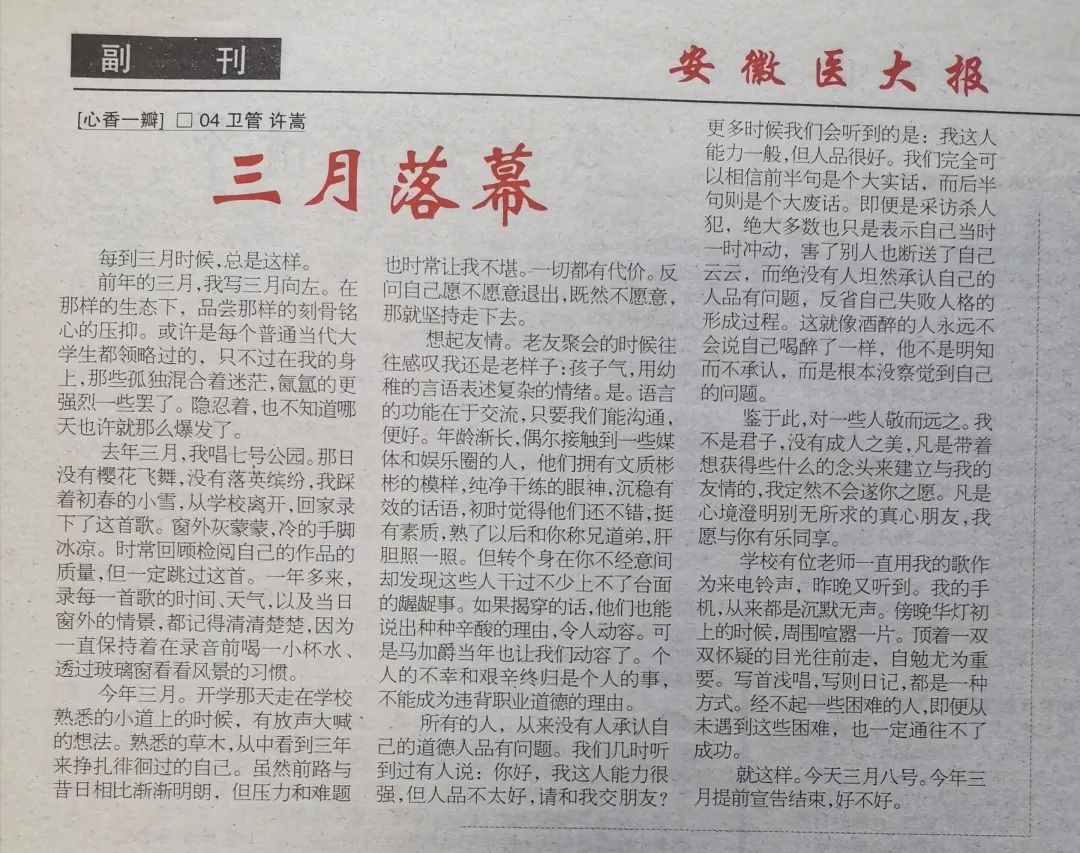 副 刊
安徽医大报
[心香一瓣] □ 04 卫管 许嵩
三月落幕
每到三月时候,总是这样。
前年的三月,我写三月向左。在
那样的生态下，品尝那样的刻骨铭
心的压抑。或许是每个普通当代大
学生都领略过的，只不过在我的身
上,那些孤独混合着迷茫,氤氲的更
强烈一些罢了。隐忍着,也不知道哪
天也许就那么爆发了。
去年三月,我唱七号公园。那日
没有樱花飞舞,没有落英缤纷,我踩
着初春的小雪,从学校离开,回家录
下了这首歌。窗外灰蒙蒙,冷的手脚
冰凉。时常回顾检阅自己的作品的
质量,但一定跳过这首。一年多来,
录每一首歌的时间、天气,以及当日
窗外的情景,都记得清清楚楚,因为
一直保持着在录音前喝一小杯水、
透过玻璃窗看看风景的习惯。
今年三月。开学那天走在学校
熟悉的小道上的时候，有放声大喊
的想法。熟悉的草木,从中看到三年
来挣扎徘徊过的自己。虽然前路与
昔日相比渐渐明朗，但压力和难题
也时常让我不堪。一切都有代价。反
问自己愿不愿意退出,既然不愿意,
那就坚持走下去。
想起友情。老友聚会的时候往
往感叹我还是老样子:孩子气,用幼
稚的言语表述复杂的情绪。是。语言
的功能在于交流,只要我们能沟通,
便好。年龄渐长,偶尔接触到一些媒
体和娱乐圈的人，他们拥有文质彬
彬的模样,纯净干练的眼神,沉稳有
效的话语,初时觉得他们还不错,挺
有素质,熟了以后和你称兄道弟,肝
胆照一照。但转个身在你不经意间
却发现这些人干过不少上不了台面
的龌龊事。如果揭穿的话,他们也能
说出种种辛酸的理由,令人动容。可
是马加爵当年也让我们动容了。个
人的不幸和艰辛终归是个人的事,
不能成为违背职业道德的理由。
所有的人，从来没有人承认自
己的道德人品有问题。我们几时听
到过有人说：你好，我这人能力很
强,但人品不太好,请和我交朋友?
更多时候我们会听到的是：我这人
能力一般,但人品很好。我们完全可
以相信前半句是个大实话，而后半
句则是个大废话。即便是采访杀人
犯，绝大多数也只是表示自己当时
一时冲动，害了别人也断送了自己
云云，而绝没有人坦然承认自己的
人品有问题，反省自己失败人格的
形成过程。这就像酒醉的人永远不
会说自己喝醉了一样，他不是明知
而不承认，而是根本没察觉到自己
的问题。
鉴于此,对一些人敬而远之。我
不是君子,没有成人之美,凡是带着
想获得些什么的念头来建立与我的
友情的,我定然不会遂你之愿。凡是
心境澄明别无所求的真心朋友,我
愿与你有乐同享。
学校有位老师一直用我的歌作
为来电铃声，昨晚又听到。我的手
机,从来都是沉默无声。傍晚华灯初
上的时候,周围喧嚣一片。顶着一双
双怀疑的目光往前走，自勉尤为重
要。写首浅唱,写则日记,都是一种
方式。经不起一些困难的人,即便从
未遇到这些困难，也一定通往不了
成功。
就这样。今天三月八号。今年三
月提前宣告结束,好不好。